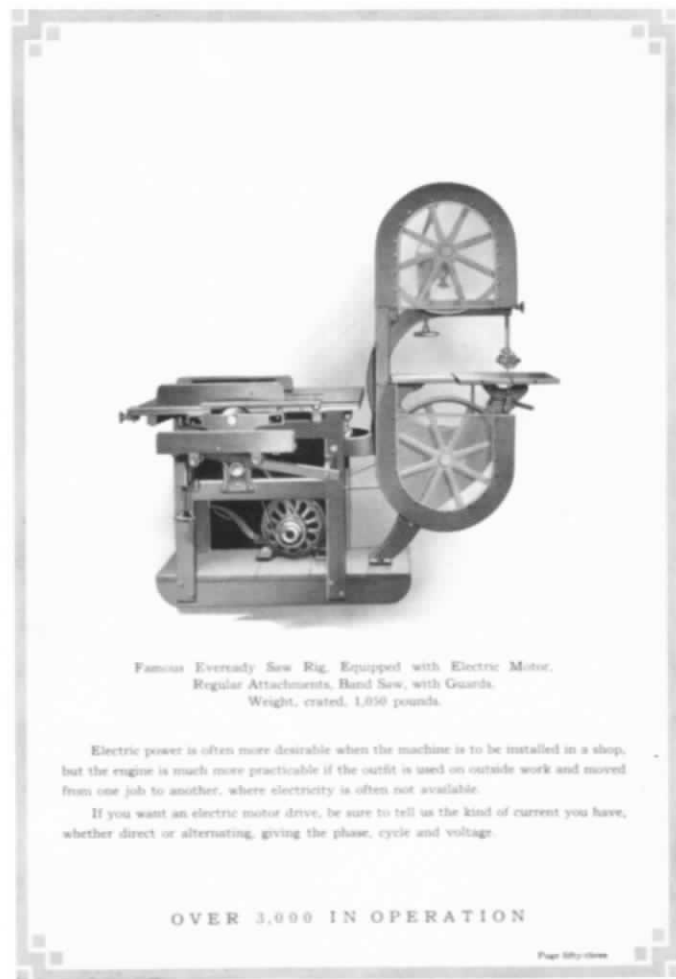 Famous Eveready Saw Rig, Equipped with Electric Motor,
Regular Attachments, Band Saw, with Guards.
Weight, crated, 1,050 pounds.
Electric power is often more desirable when the machine is to be installed in a shop,
but the engine is much more practicable if the outfit is used on outside work and moved
from one job to another, where electricity is often not available.
If you want an electric motor drive, be sure to tell us the kind of current you have,
whether direct or alternating, giving the phase, cycle and voltage.
OVER 3,000 IN OPERATION
Page fifty-three